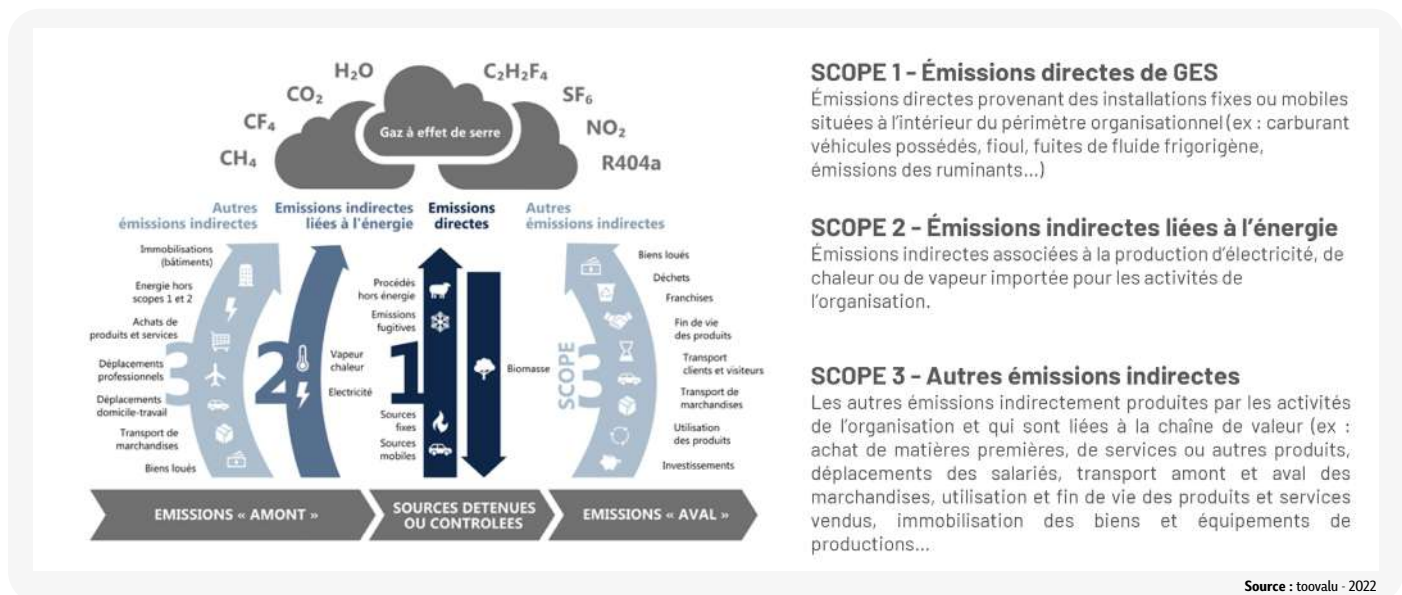 H₂O
C₂H₂F₄
CO₂
SF₆
CF₄
NO₂
CH₄
R404a
Gaz à effet de serre
Autres
émissions indirectes
Emissions indirectes
liées à l'énergie
Emissions
directes
Autres
émissions indirectes
Immobilisations
(bâtiments)
Energie hors
scopes 1 et 2
Achats de
produits et services
Déplacements
professionnels
Déplacements
domicile-travail
Transport de
marchandises
Biens loués
3
2
Vapeur
chaleur
Electricité
Procédés
hors énergie
Emissions
fugitives
1
Sources
fixes
Sources
mobiles
Biomasse
SCOPE
3
Biens loués
Déchets
Franchises
Fin de vie
des produits
Transport
clients et visiteurs
Transport de
marchandises
Utilisation
des produits
Investissements
EMISSIONS « AMONT »
SOURCES DETENUES
OU CONTROLEES
EMISSIONS « AVAL »
SCOPE 1 - Émissions directes de GES
Émissions directes provenant des installations fixes ou mobiles
situées à l'intérieur du périmètre organisationnel (ex : carburant
véhicules possédés, fioul, fuites de fluide frigorigène,
émissions des ruminants...)
SCOPE 2 - Émissions indirectes liées à l'énergie
Émissions indirectes associées à la production d'électricité, de
chaleur ou de vapeur importée pour les activités de
l'organisation.
SCOPE 3 - Autres émissions indirectes
Les autres émissions indirectement produites par les activités
de l'organisation et qui sont liées à la chaîne de valeur (ex :
achat de matières premières, de services ou autres produits,
déplacements des salariés, transport amont et aval des
marchandises, utilisation et fin de vie des produits et services
vendus, immobilisation des biens et équipements de
productions...
Source : toovalu - 2022